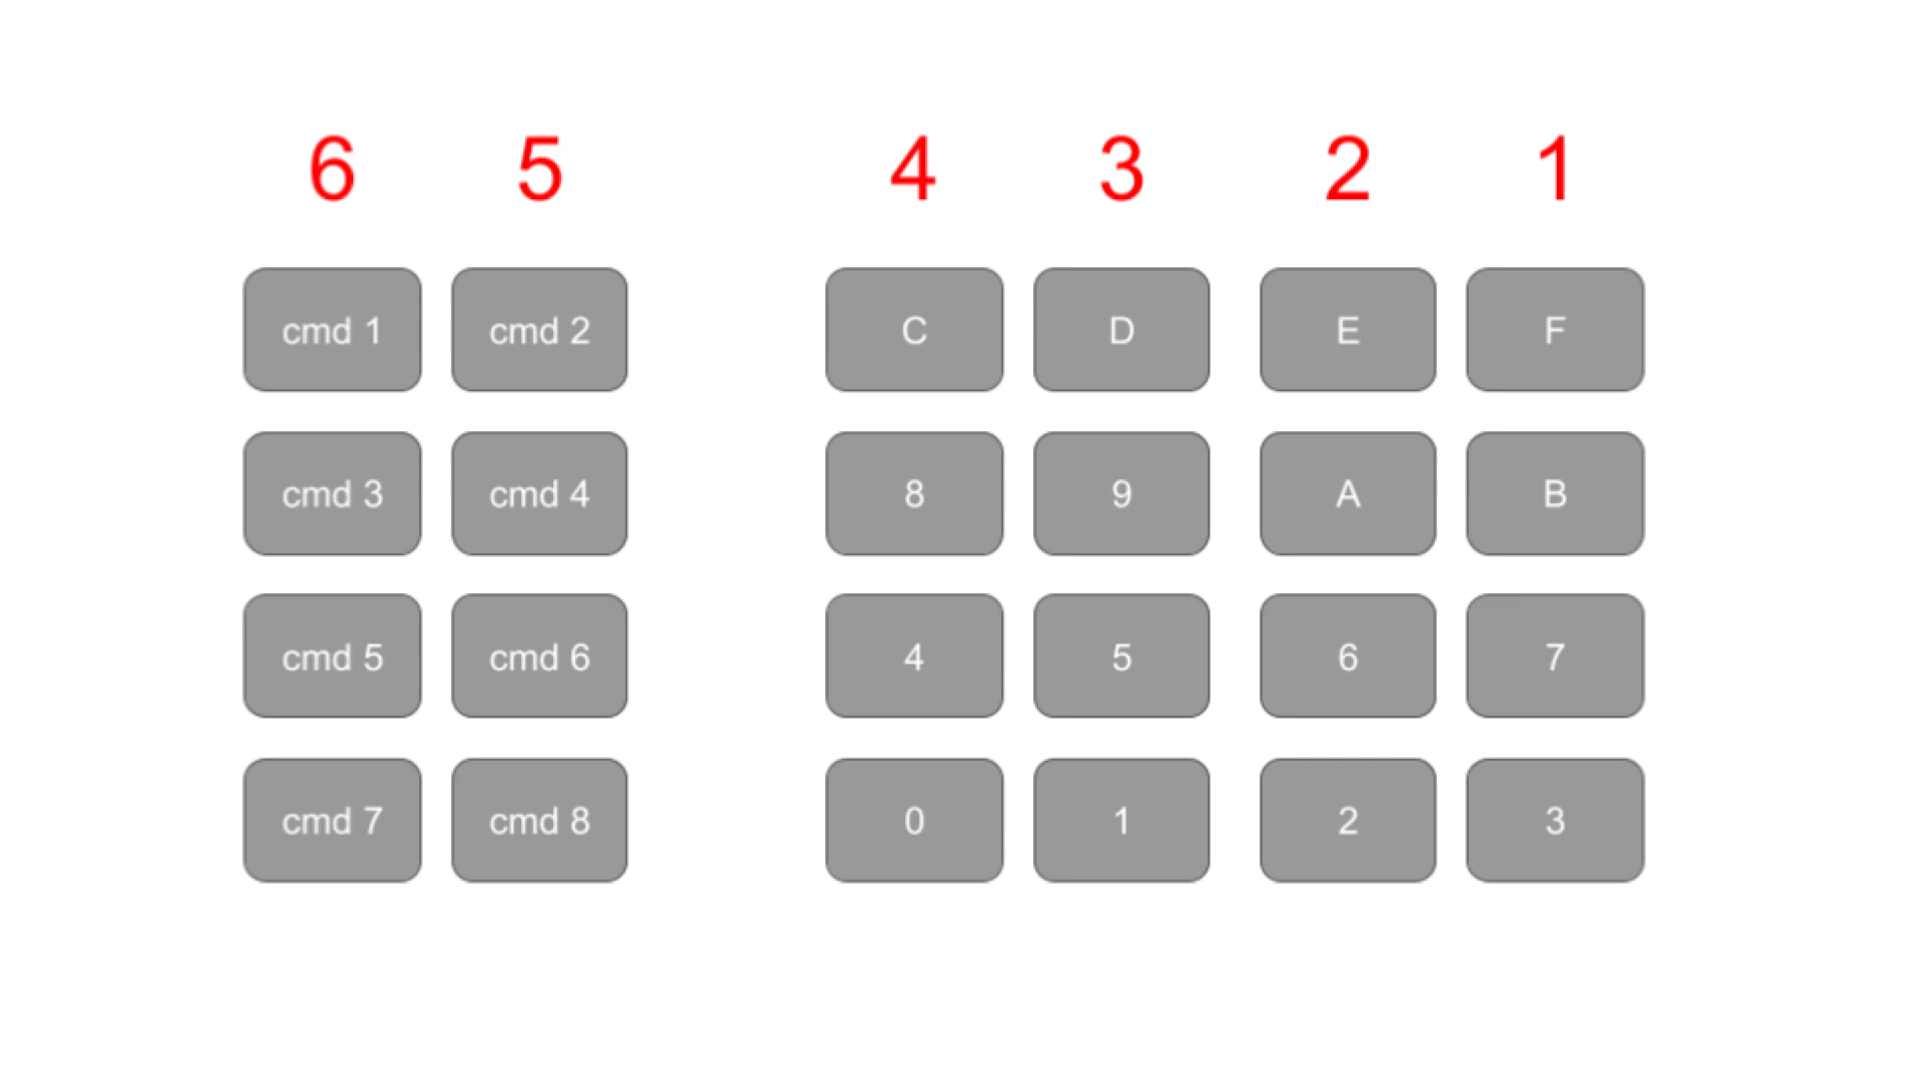 6 5 4 3 2 1
cmd 1 cmd 2 C D E F
cmd 3 cmd 4 8 9 A B
cmd 5 cmd 6 4 5 6 7
cmd 7 cmd 8 0 1 2 3